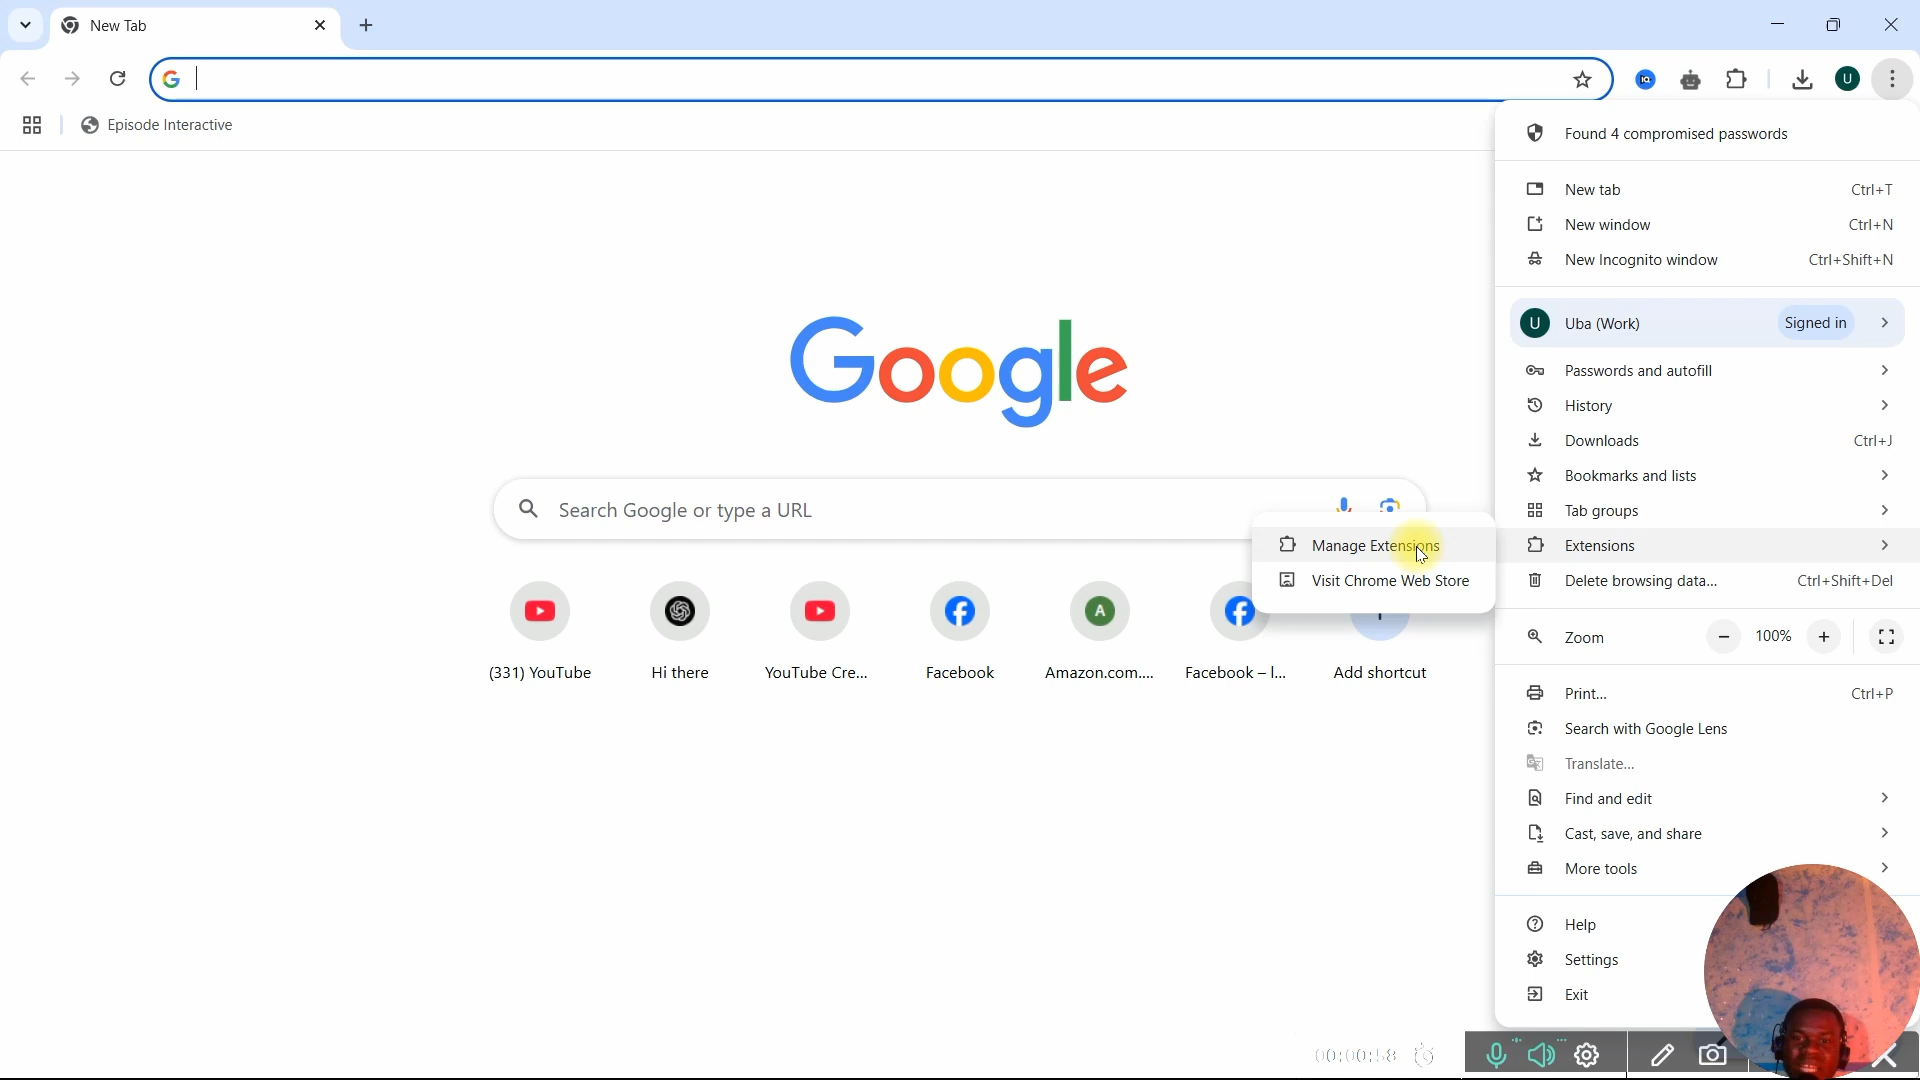 New Tab
Episode Interactive
Found 4 compromised passwords
New tab Ctrl+T
New window Ctrl+N
New Incognito window Ctrl+Shift+N
U Uba (Work) Signed in
Passwords and autofill
History
Downloads Ctrl+J
Bookmarks and lists
Tab groups
Extensions
Delete browsing data... Ctrl+Shift+Del
Zoom 100%
Print... Ctrl+P
Search with Google Lens
Translate...
Find and edit
Cast, save, and share
More tools
Help
Settings
Exit
Manage Extensions
Visit Chrome Web Store
Google
Search Google or type a URL
A
(331) YouTube
Hi there
YouTube Cre...
Facebook
Amazon.com....
Facebook – l...
Add shortcut
00:00:58
U